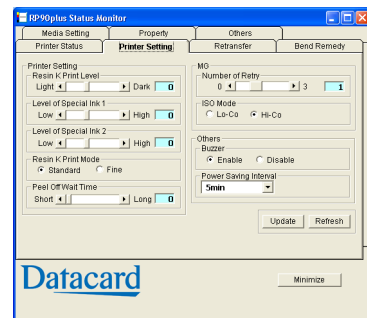 RP90plus Status Monitor
Media Setting Property Others
Printer Status Printer Setting Retransfer Bend Remedy
Printer Setting
Resin K Print Level
Light Dark 0
Level of Special Ink 1
Low High 0
Level of Special Ink 2
Low High 0
Resin K Print Mode
Standard Fine
Peel Off Wait Time
Short Long 0
MG
Number of Retry
0 3 1
ISO Mode
Lo-Co Hi-Co
Others
Buzzer
Enable Disable
Power Saving Interval
5min
Update Refresh
Datacard
Minimize